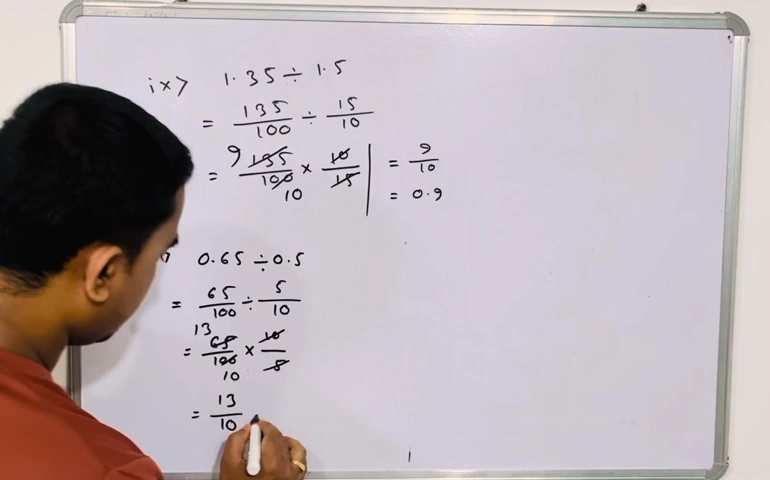 ix> 1.35 ÷ 1.5
= 135/100 ÷ 15/10
= 9 135/100 10 × 10/15 | = 9/10
= 0.9
0.65 ÷ 0.5
= 65/100 ÷ 5/10
= 13 65/100 10 × 10/5
= 13/10